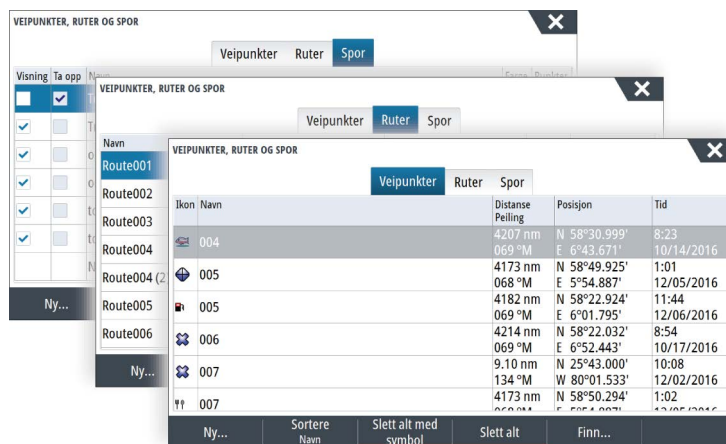 VEIPUNKTER, RUTER OG SPOR
Veipunkter Ruter Spor
Visning Ta opp
Ny...
VEIPUNKTER, RUTER OG SPOR
Veipunkter Ruter Spor
Navn
Route001
Route002
Route003
Route004
Route004 (2
Route005
Route006
Ny...
VEIPUNKTER, RUTER OG SPOR
Veipunkter Ruter Spor
Ikon Navn Distanse Posisjon Tid
Peiling
004 4207 nm N 58°30.999' 8:23
069 °M E 6°43.671' 10/14/2016
005 4173 nm N 58°49.925' 1:01
068 °M E 5°54.887' 12/05/2016
005 4182 nm N 58°22.924' 11:44
069 °M E 6°01.795' 12/06/2016
006 4214 nm N 58°22.032' 8:54
069 °M E 6°52.443' 10/17/2016
007 9.10 nm N 25°43.000' 10:08
134 °M W 80°01.533' 12/02/2016
007 4173 nm N 58°50.294' 1:02
Ny... Sortere Slett alt med Slett alt Finn...
Navn symbol